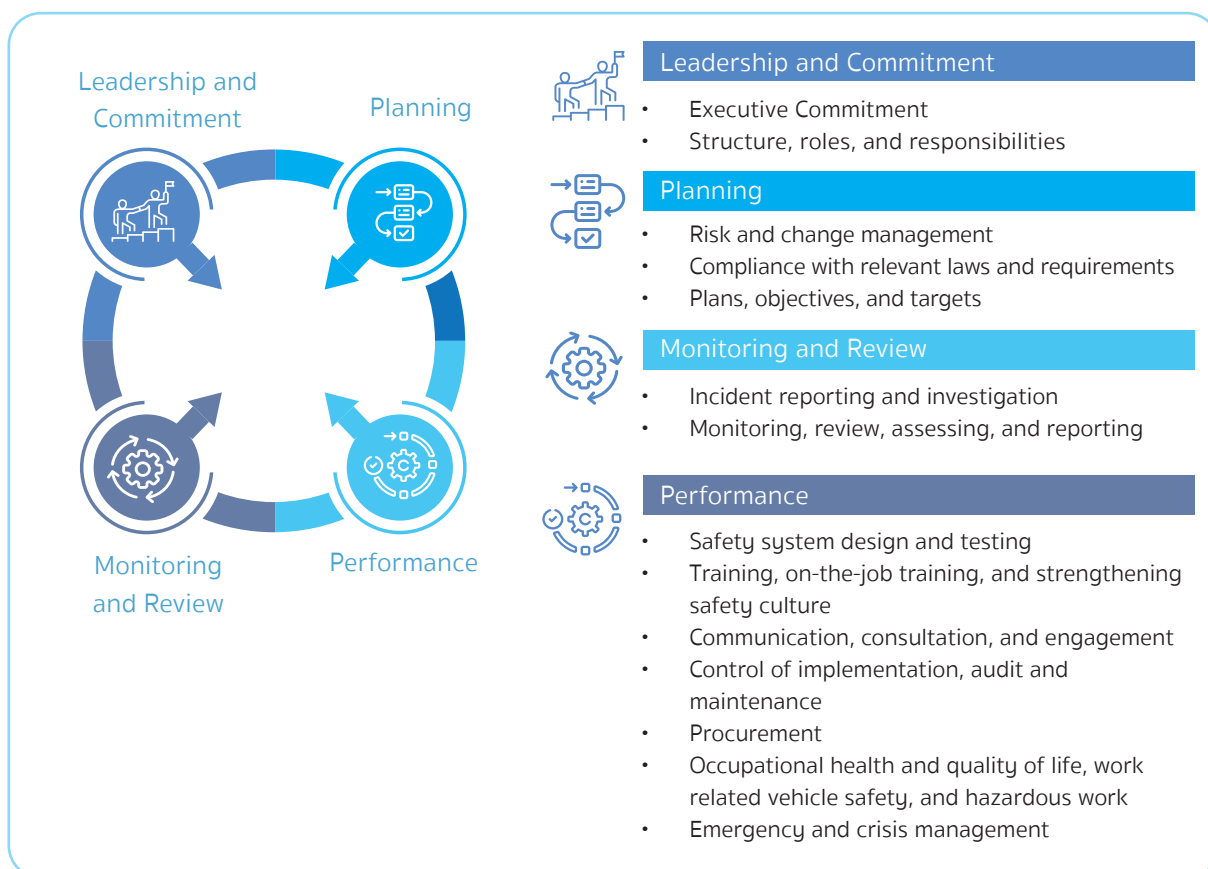 Leadership and
Commitment
Planning
Monitoring
and Review
Performance
Leadership and Commitment
• Executive Commitment
• Structure, roles, and responsibilities
Planning
• Risk and change management
• Compliance with relevant laws and requirements
• Plans, objectives, and targets
Monitoring and Review
• Incident reporting and investigation
• Monitoring, review, assessing, and reporting
Performance
• Safety system design and testing
• Training, on-the-job training, and strengthening
safety culture
• Communication, consultation, and engagement
• Control of implementation, audit and
maintenance
• Procurement
• Occupational health and quality of life, work
related vehicle safety, and hazardous work
• Emergency and crisis management